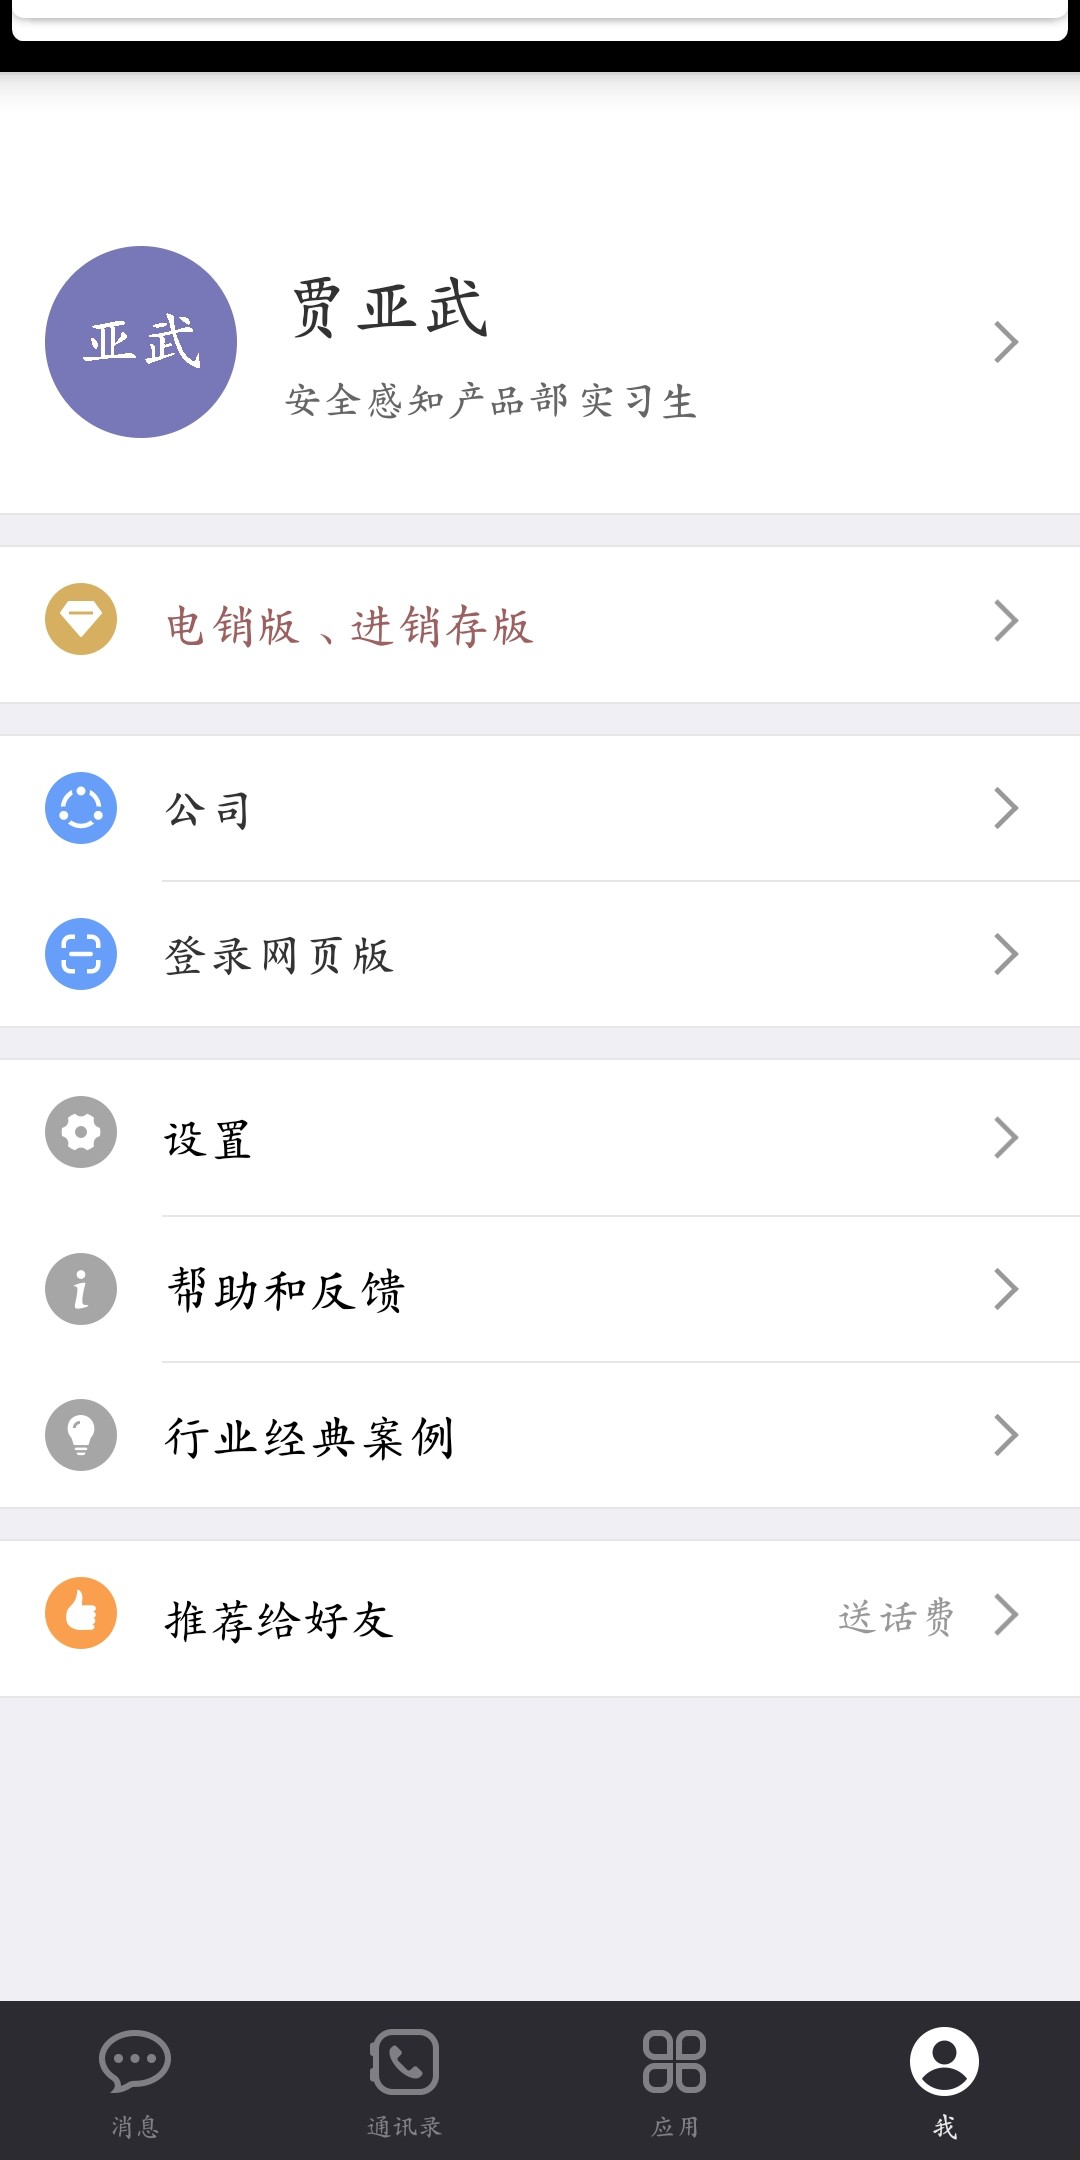 亚武
贾亚武
安全感知产品部 实习生
电销版、进销存版
公司
登录网页版
设置
帮助和反馈
行业经典案例
推荐给好友 送话费
消息 通讯录 应用 我